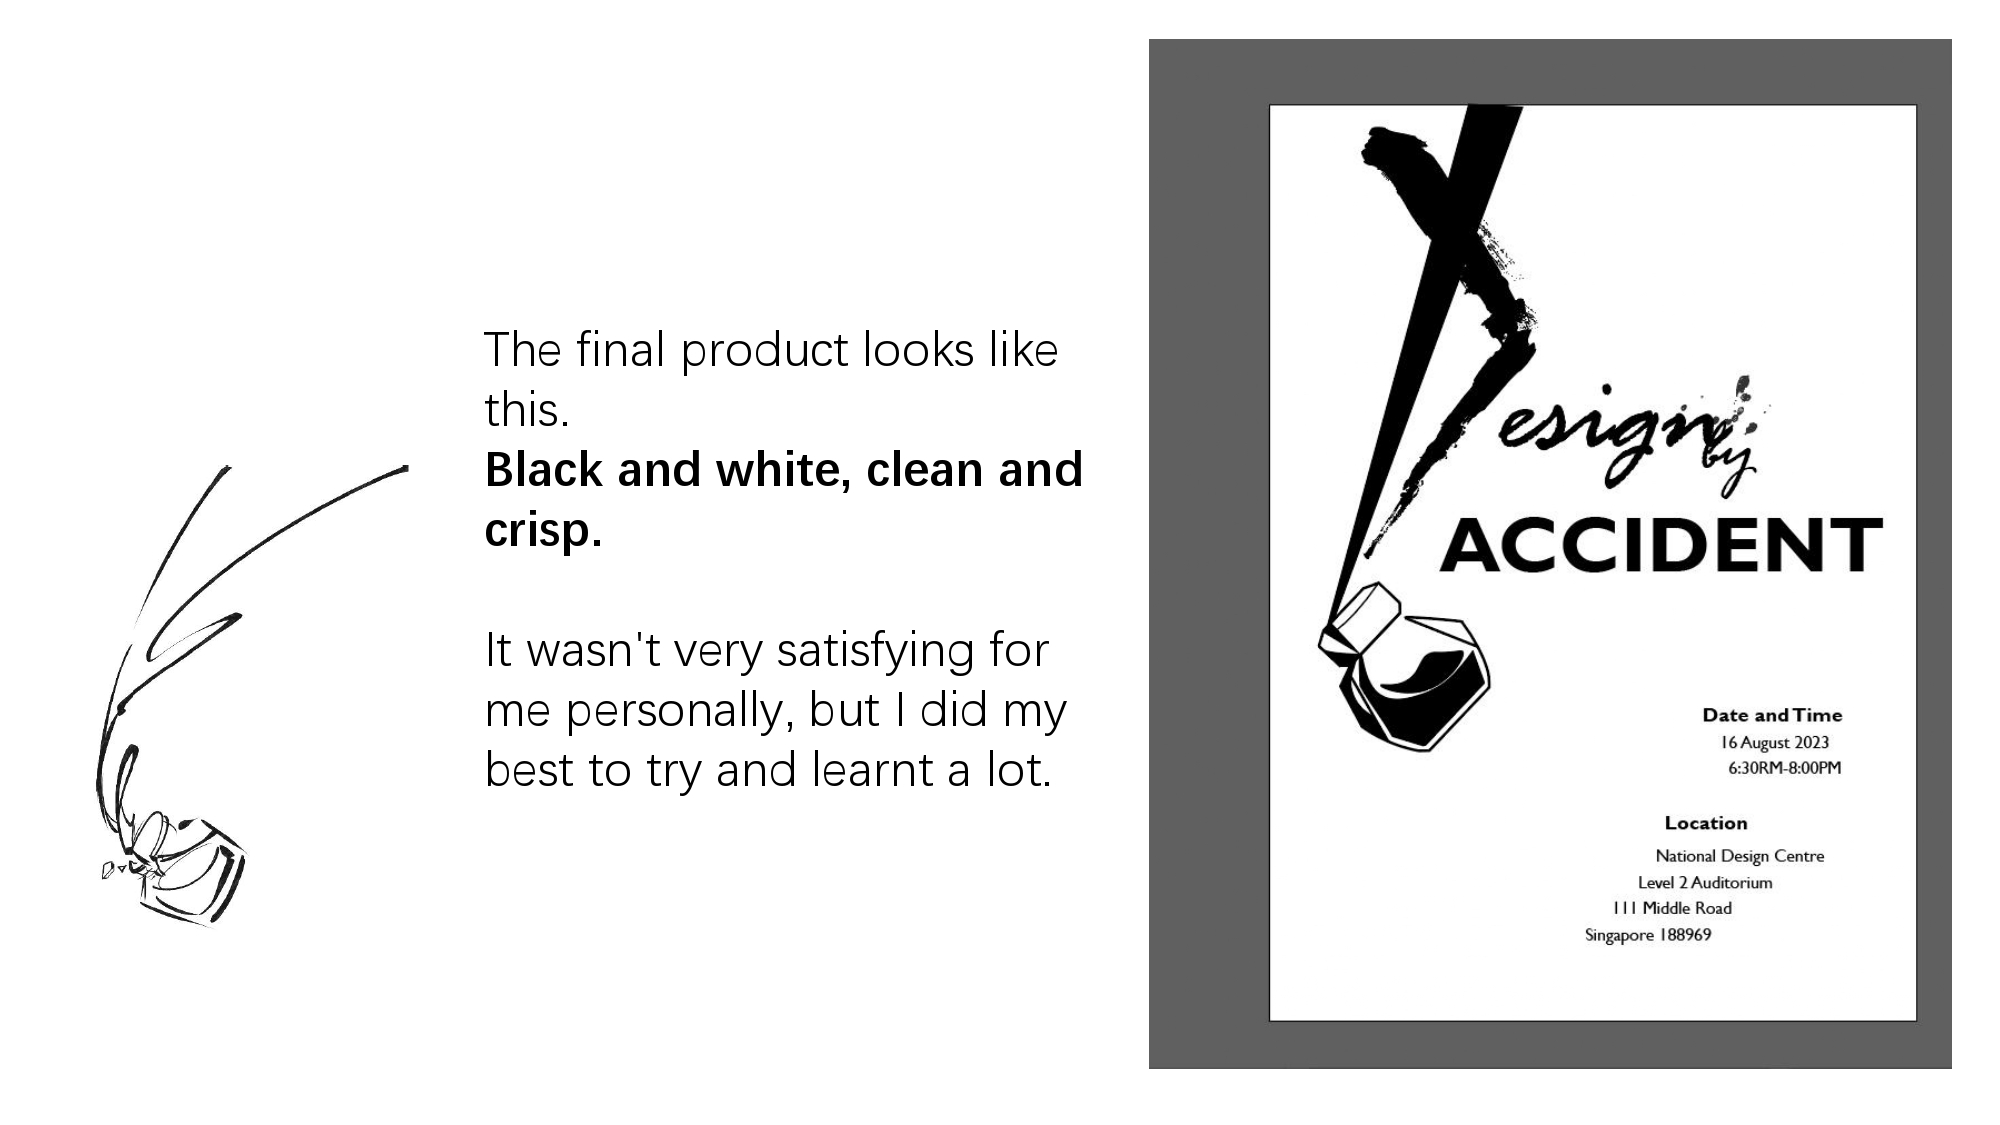 The final product looks like
this.
Black and white, clean and
crisp.
It wasn't very satisfying for
me personally, but I did my
best to try and learnt a lot.
Design
by
ACCIDENT
Date and Time
16 August 2023
6:30RM-8:00PM
Location
National Design Centre
Level 2 Auditorium
111 Middle Road
Singapore 188969